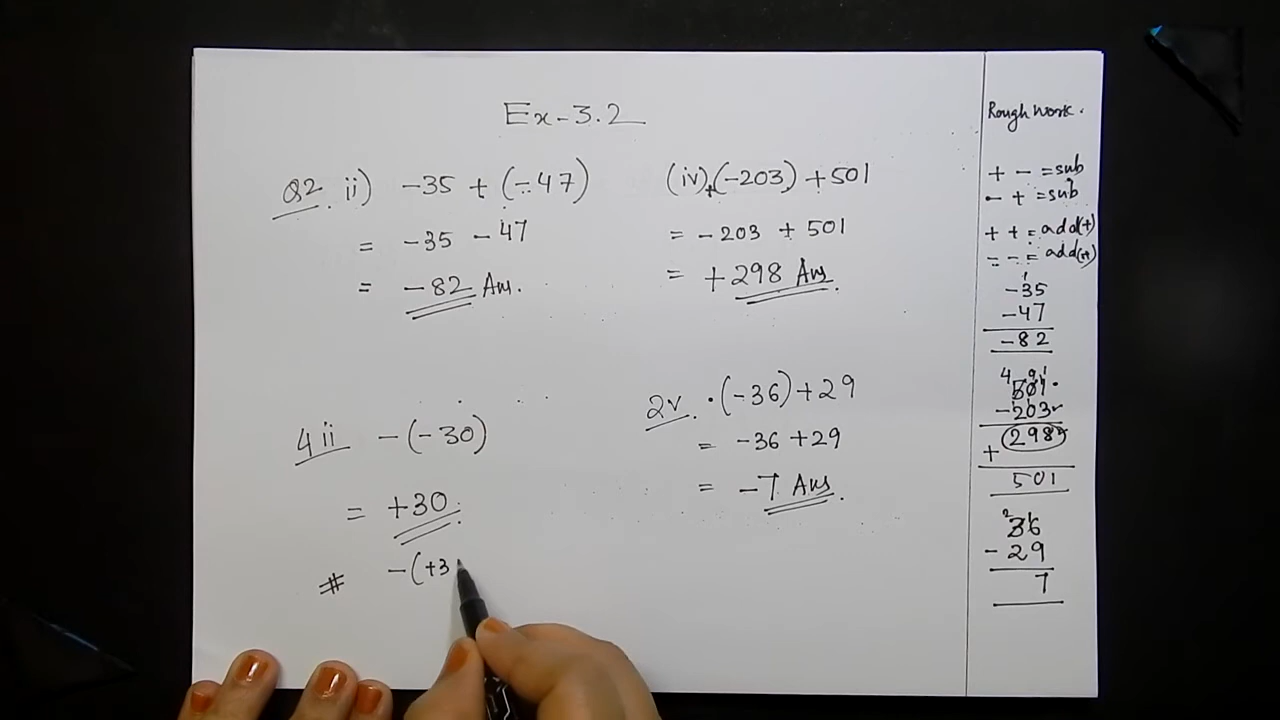 Ex-3.2
Q2. ii) -35 + (-47)
= -35 - 47
= -82 Ans.
(iv) + (-203) + 501
= -203 + 501
= +298 Ans.
4 ii -(-30)
= +30
# -(+3
2v. (-36) + 29
= -36 + 29
= -7 Ans.
Rough Work.
+ - = sub
- + = sub
+ + = add(+)
- - = add(+)
-35
-47
-82
501
-203
298
+
501
36
- 29
7